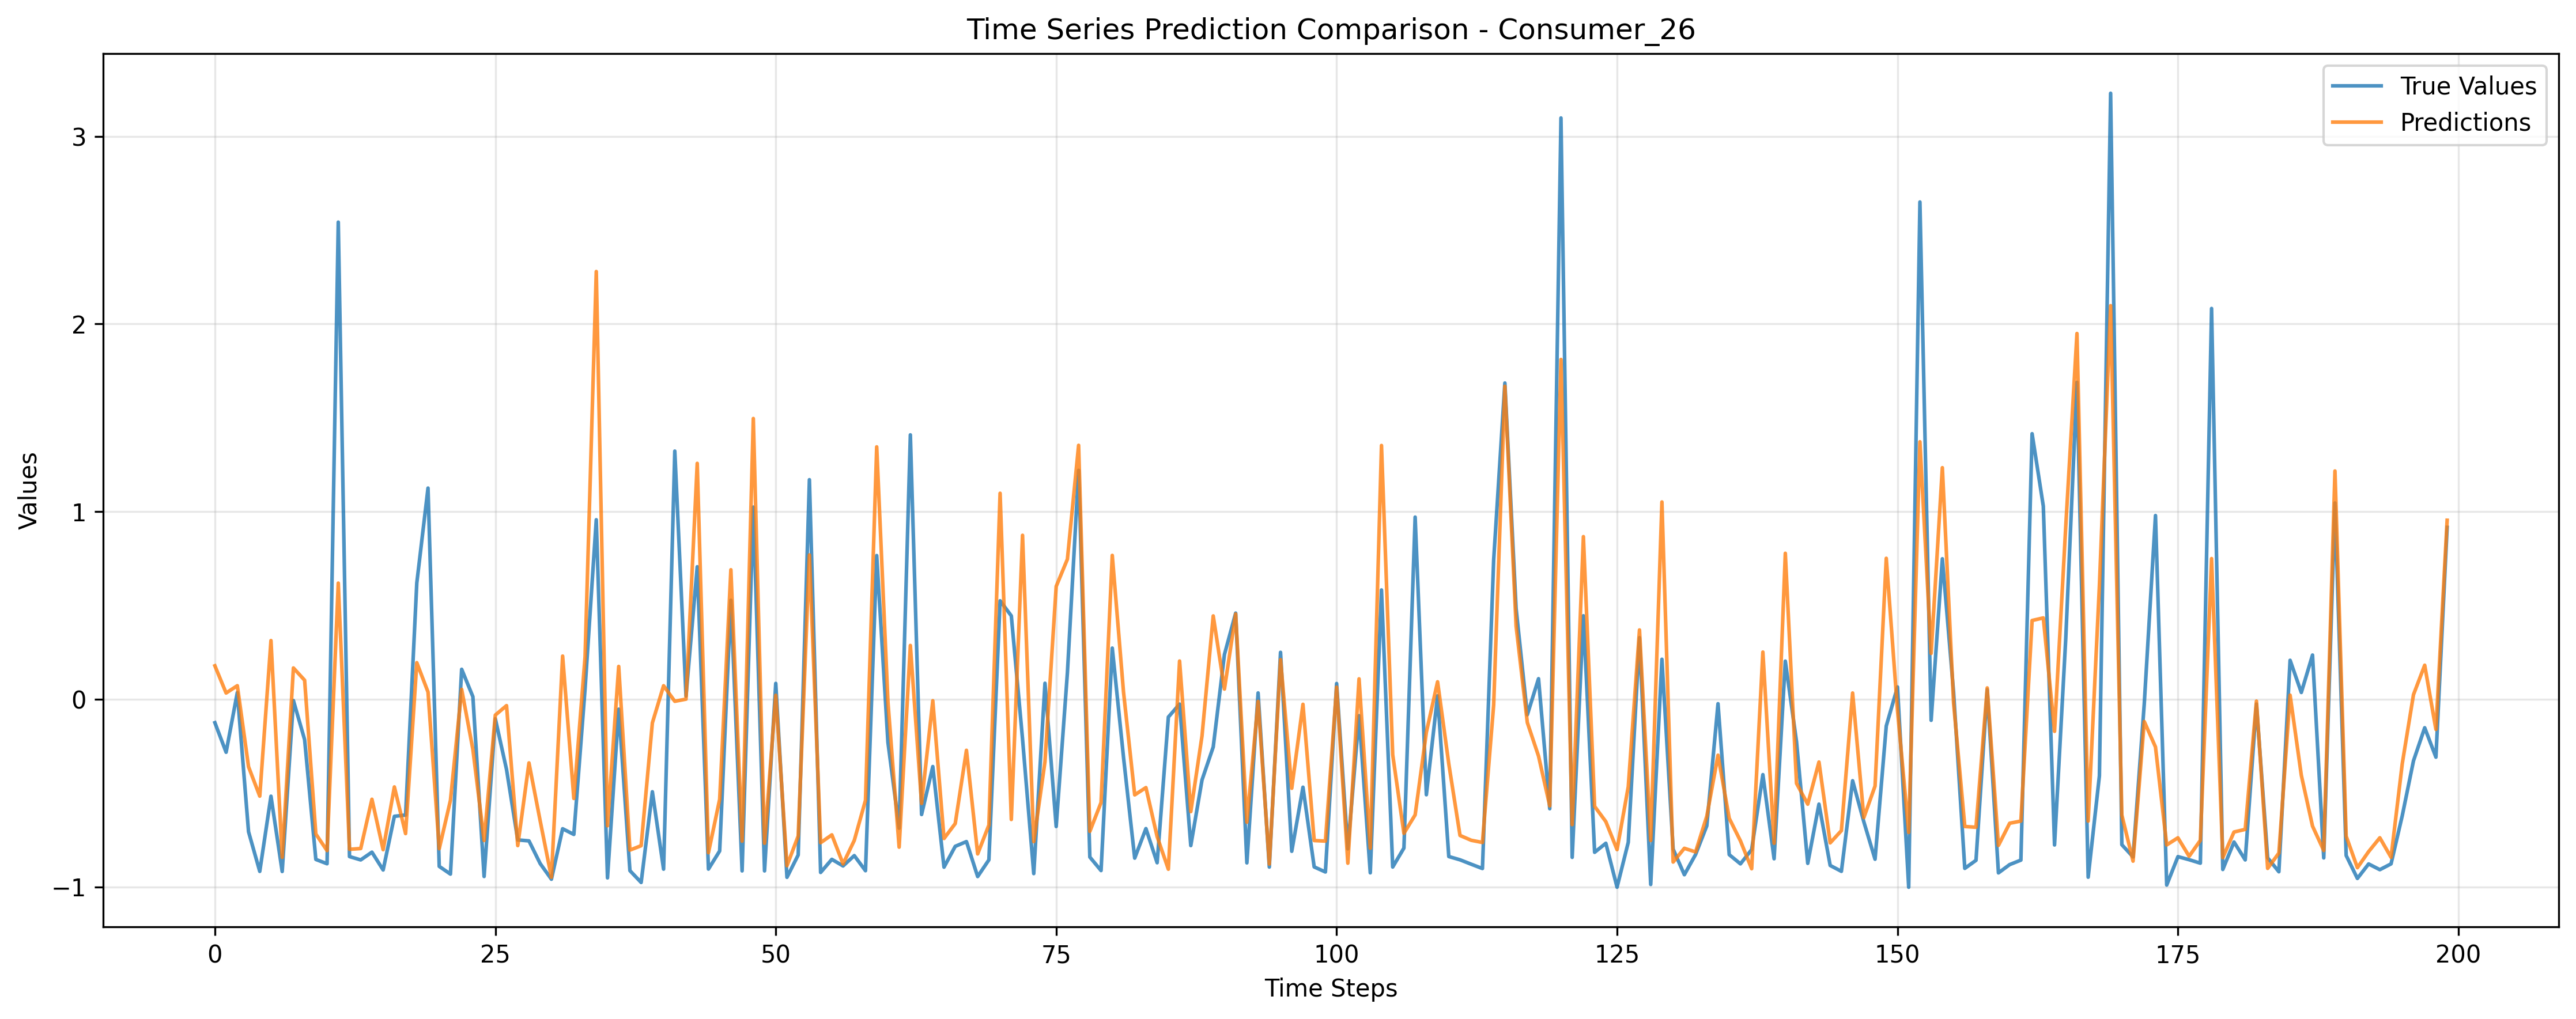 Time Series Prediction Comparison - Consumer_26
True Values
Predictions
Values
3
2
1
0
−1
0 25 50 75 100 125 150 175 200
Time Steps